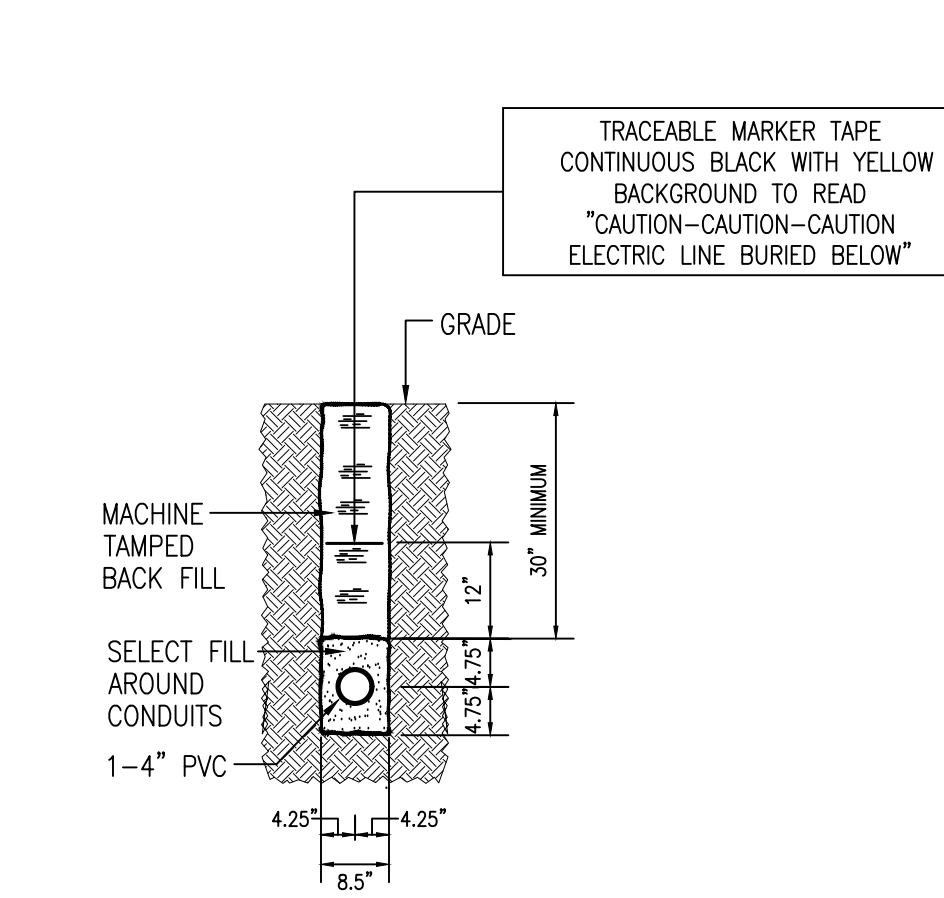 TRACEABLE MARKER TAPE
CONTINUOUS BLACK WITH YELLOW
BACKGROUND TO READ
"CAUTION-CAUTION-CAUTION
ELECTRIC LINE BURIED BELOW"
GRADE
MACHINE
TAMPED
BACK FILL
30" MINIMUM
12"
SELECT FILL
AROUND
CONDUITS
4.75"
4.75"
1-4" PVC
4.25"
4.25"
8.5"